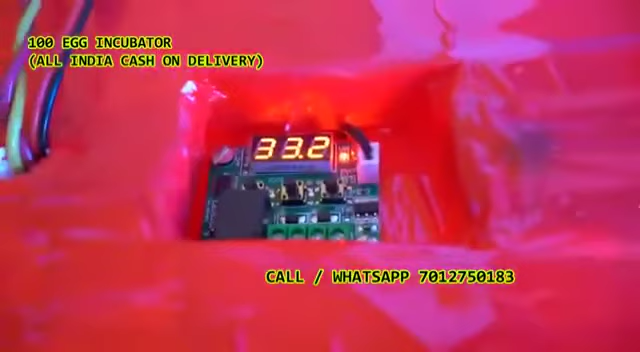 100 EGG INCUBATOR
(ALL INDIA CASH ON DELIVERY)
33.2
CALL / WHATSAPP 7012750183